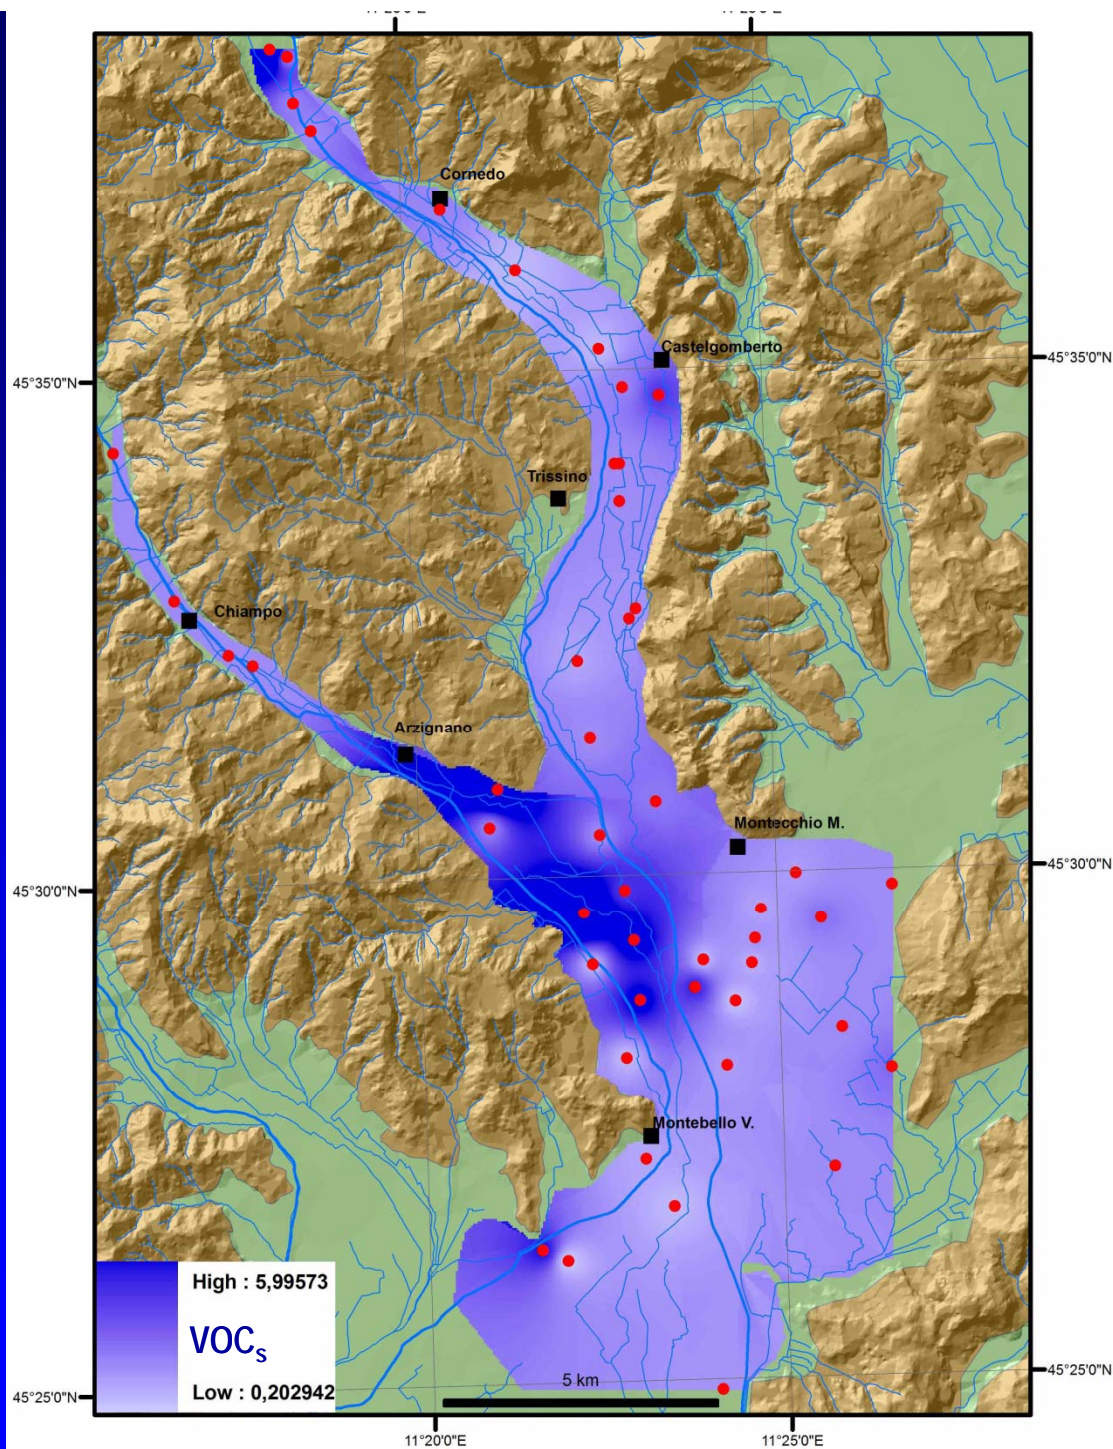 Cornedo
Castelgomberto
45°35'0"N
45°35'0"N
Trissino
Chiampo
Arzignano
Montecchio M.
45°30'0"N
45°30'0"N
Montebello V.
High : 5,99573
VOCs
Low : 0,202942
5 km
45°25'0"N
45°25'0"N
11°20'0"E
11°25'0"E